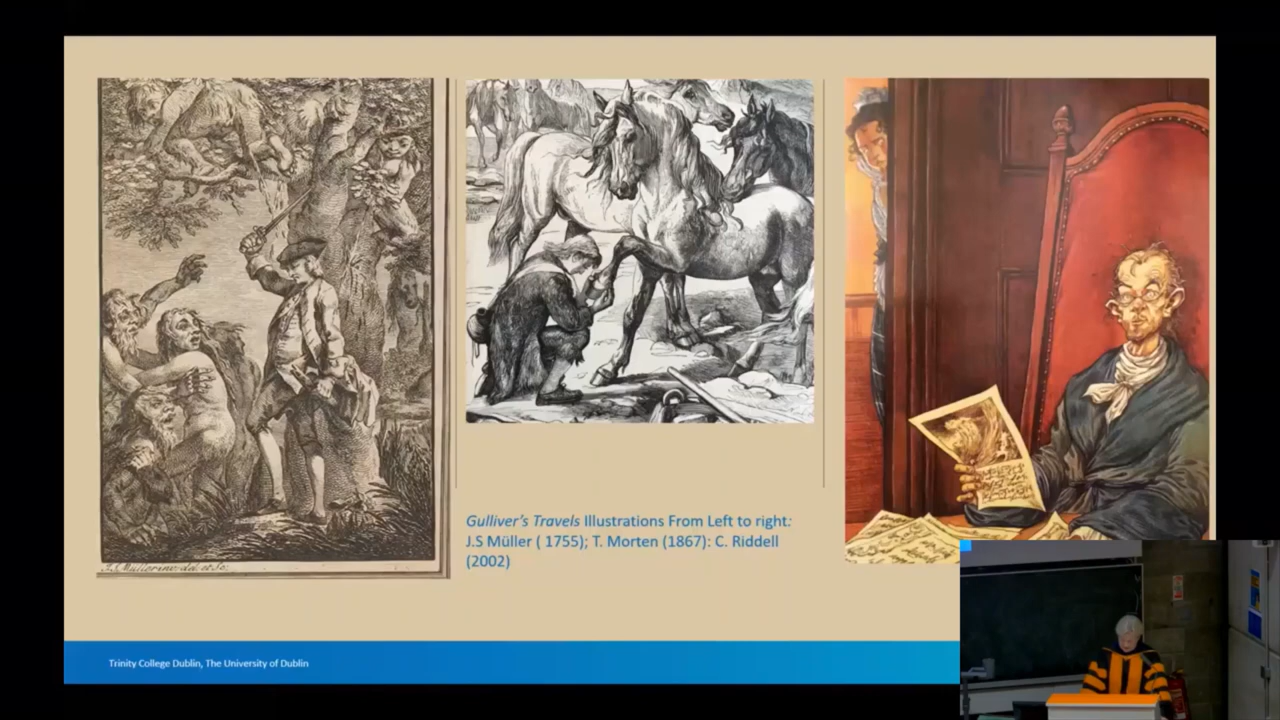 Gulliver's Travels Illustrations From Left to right:
J.S Müller ( 1755); T. Morten (1867): C. Riddell
(2002)
Trinity College Dublin, The University of Dublin